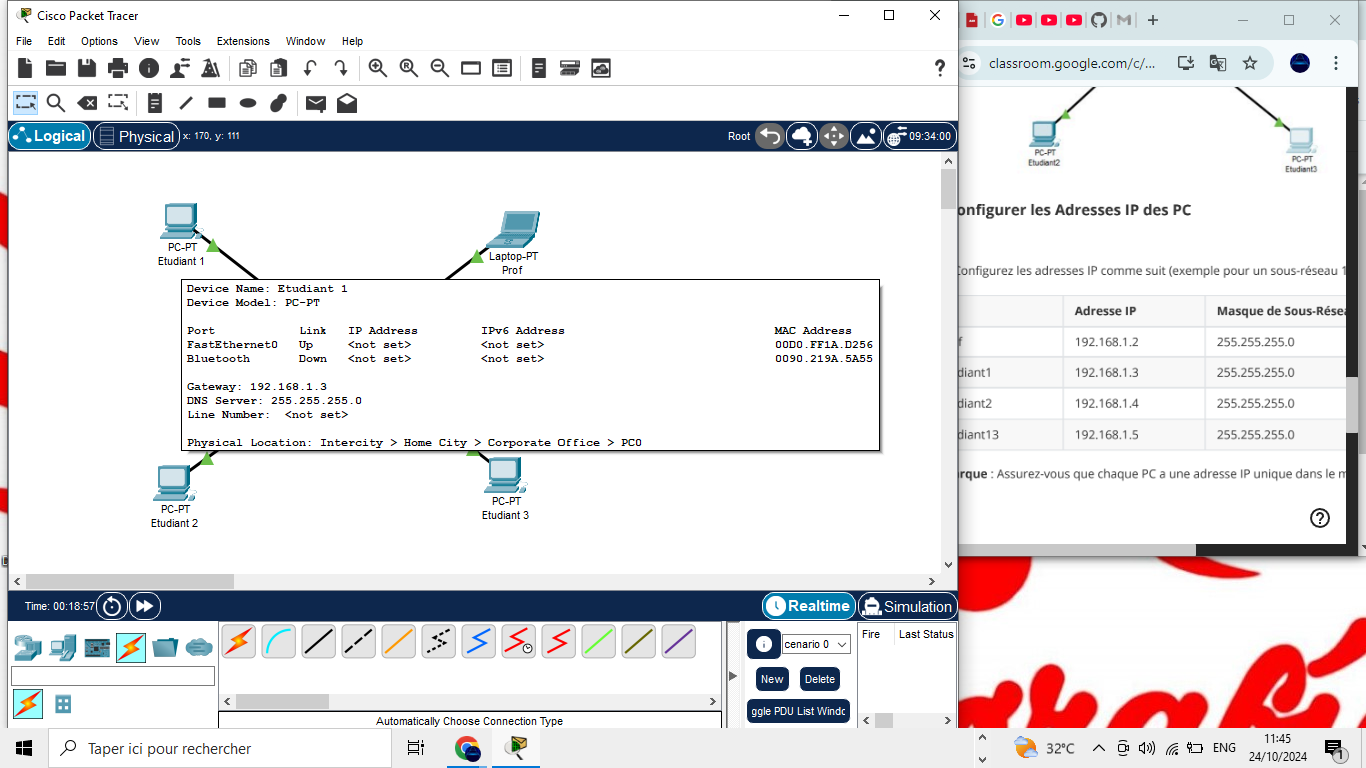 Cisco Packet Tracer
File Edit Options View Tools Extensions Window Help
?
Logical Physical x: 170, y: 111 Root 09:34:00
PC-PT
Etudiant 1
Laptop-PT
Prof
Device Name: Etudiant 1
Device Model: PC-PT
Port Link IP Address IPv6 Address MAC Address
FastEthernet0 Up <not set> <not set> 00D0.FF1A.D256
Bluetooth Down <not set> <not set> 0090.219A.5A55
Gateway: 192.168.1.3
DNS Server: 255.255.255.0
Line Number: <not set>
Physical Location: Intercity > Home City > Corporate Office > PC0
PC-PT
Etudiant 2
PC-PT
Etudiant 3
Time: 00:18:57 Realtime Simulation
cenario 0
New Delete
ggle PDU List Windo
Fire Last Status
Automatically Choose Connection Type
classroom.google.com/c/...
PC-PT
Etudiant2
PC-PT
Etudiant3
onfigurer les Adresses IP des PC
Configurez les adresses IP comme suit (exemple pour un sous-réseau 1
Adresse IP Masque de Sous-Résea
f 192.168.1.2 255.255.255.0
diant1 192.168.1.3 255.255.255.0
diant2 192.168.1.4 255.255.255.0
diant13 192.168.1.5 255.255.255.0
rque : Assurez-vous que chaque PC a une adresse IP unique dans le m
Taper ici pour rechercher
32°C ENG 11:45
24/10/2024
1